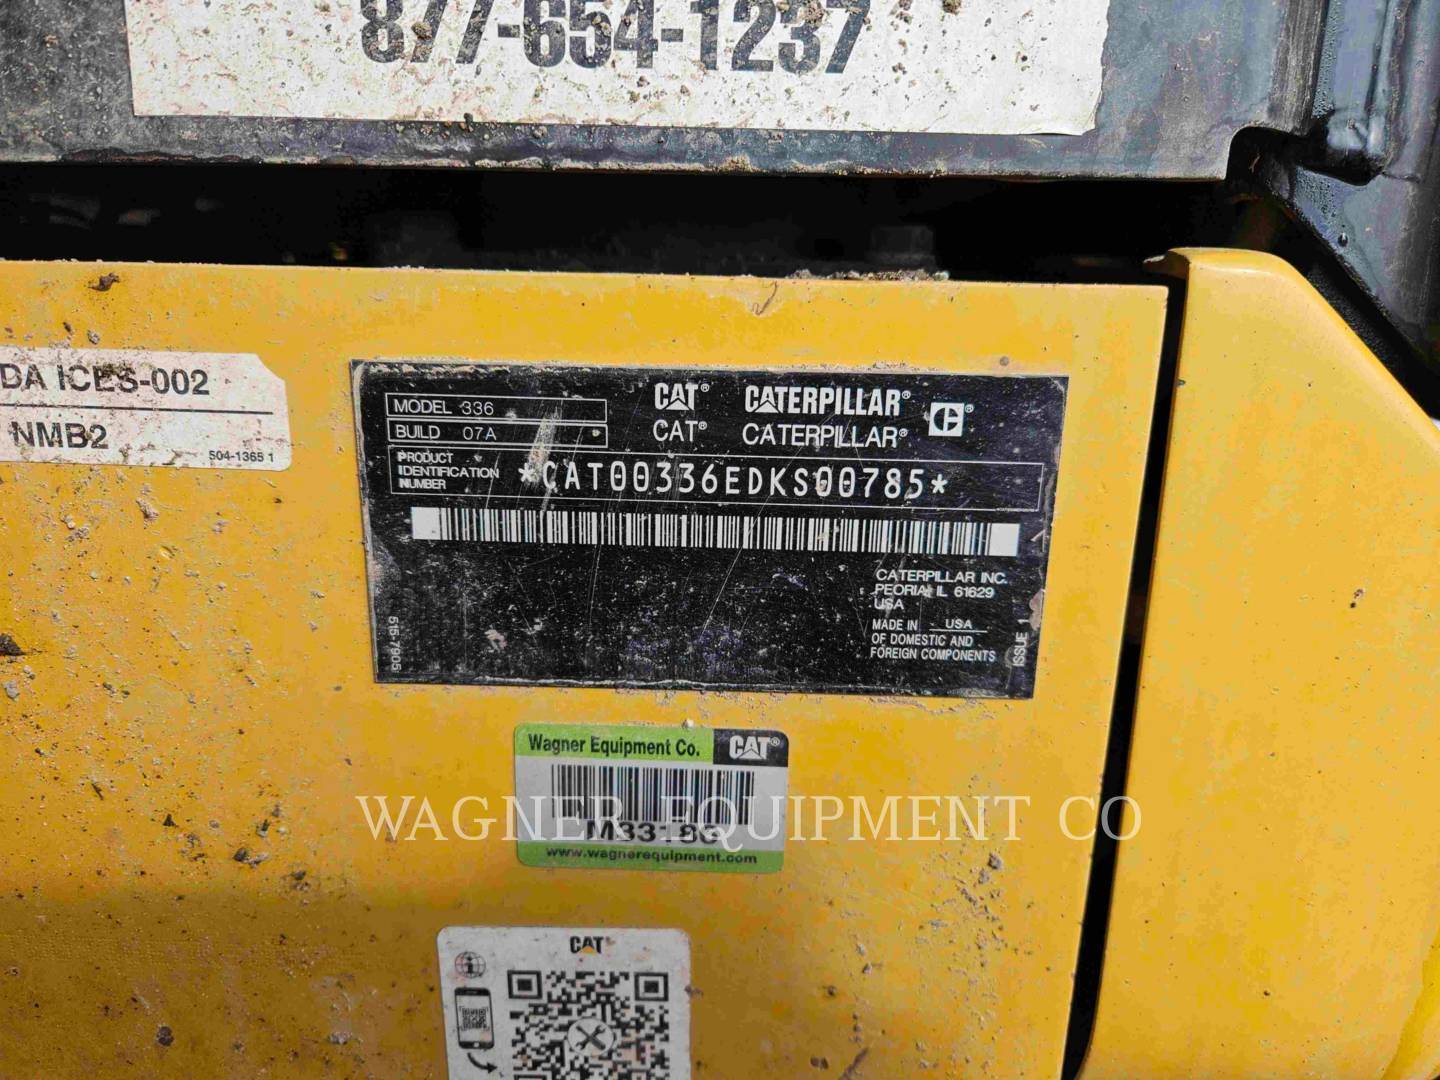 877-654-1237
DA ICES-002
NMB2
504-1365 1
MODEL 336
BUILD 07A
CAT® CATERPILLAR®
CAT® CATERPILLAR®
PRODUCT
IDENTIFICATION
NUMBER
*CAT00336EDKS00785*
CATERPILLAR INC.
PEORIA IL 61629
USA
MADE IN USA
OF DOMESTIC AND
FOREIGN COMPONENTS
515-7905
ISSUE 1
Wagner Equipment Co. CAT®
www.wagnerequipment.com
WAGNER EQUIPMENT CO
CAT